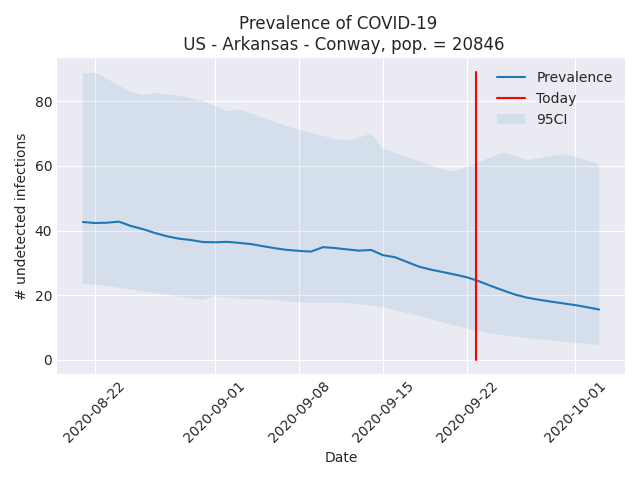 Prevalence of COVID-19
US - Arkansas - Conway, pop. = 20846
Prevalence
Today
95CI
# undetected infections
80
60
40
20
0
2020-08-22
2020-09-01
2020-09-08
2020-09-15
2020-09-22
2020-10-01
Date